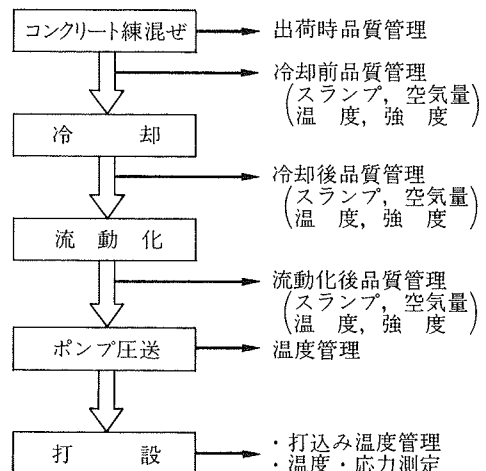 コンクリート練混ぜ
出荷時品質管理
冷却前品質管理
(スランプ, 空気量
温度, 強度)
冷却
冷却後品質管理
(スランプ, 空気量
温度, 強度)
流動化
流動化後品質管理
(スランプ, 空気量
温度, 強度)
ポンプ圧送
温度管理
打設
・打込み温度管理
・温度・応力測定